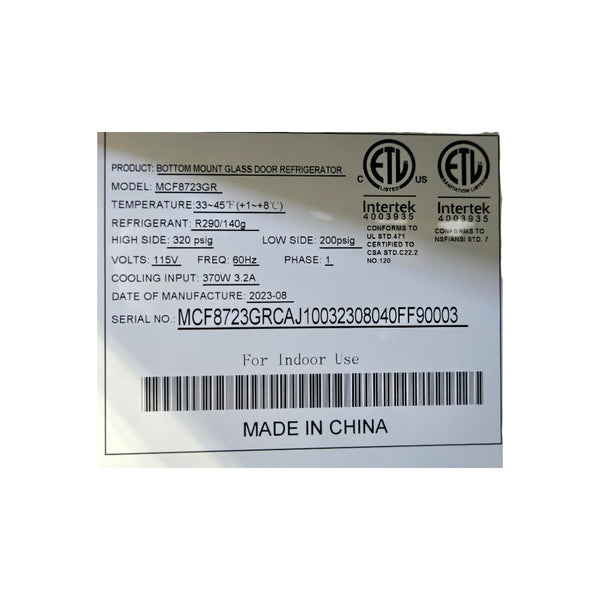 PRODUCT: BOTTOM MOUNT GLASS DOOR REFRIGERATOR
MODEL: MCF8723GR
TEMPERATURE: 33~45℉ (+1~+8℃)
REFRIGERANT: R290/140g
HIGH SIDE: 320 psig LOW SIDE: 200psig
VOLTS: 115V FREQ: 60Hz PHASE: 1
COOLING INPUT: 370W 3.2A
DATE OF MANUFACTURE: 2023-08
SERIAL NO.: MCF8723GRCAJ10032308040FF90003
C ETL US
LISTED
Intertek
4003935
CONFORMS TO
UL STD.471
CERTIFIED TO
CSA STD.C22.2
NO.120
ETL
SANITATION LISTED
Intertek
4003935
CONFORMS TO
NSF/ANSI STD. 7
For Indoor Use
MADE IN CHINA